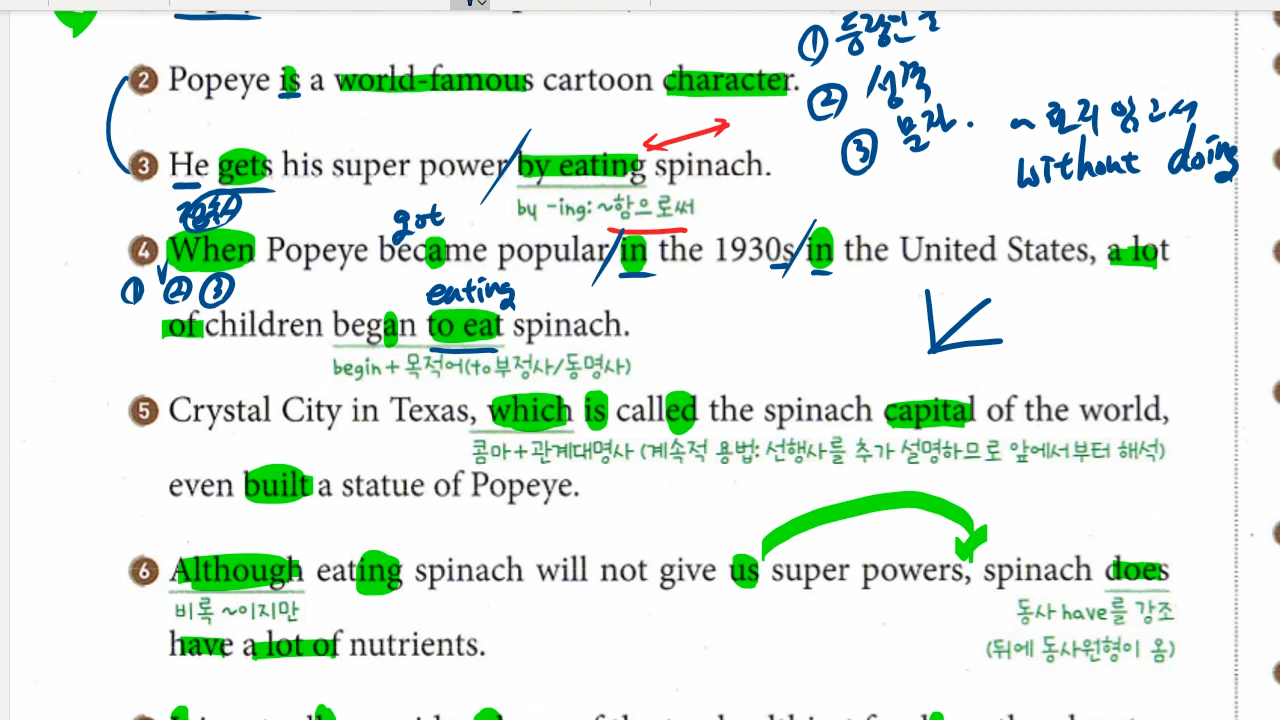 ① 등장인물
② Popeye is a world-famous cartoon character.
② 성격
③ 문자.
without doing
③ He gets his super power by eating spinach.
by -ing: ~함으로써
got
④ When Popeye became popular in the 1930s in the United States, a lot
① ② ③
eating
of children began to eat spinach.
begin + 목적어(to부정사/동명사)
⑤ Crystal City in Texas, which is called the spinach capital of the world,
콤마+관계대명사 (계속적 용법: 선행사를 추가 설명하므로 앞에서부터 해석)
even built a statue of Popeye.
⑥ Although eating spinach will not give us super powers, spinach does
비록 ~이지만
동사 have를 강조
have a lot of nutrients.
(뒤에 동사원형이 옴)